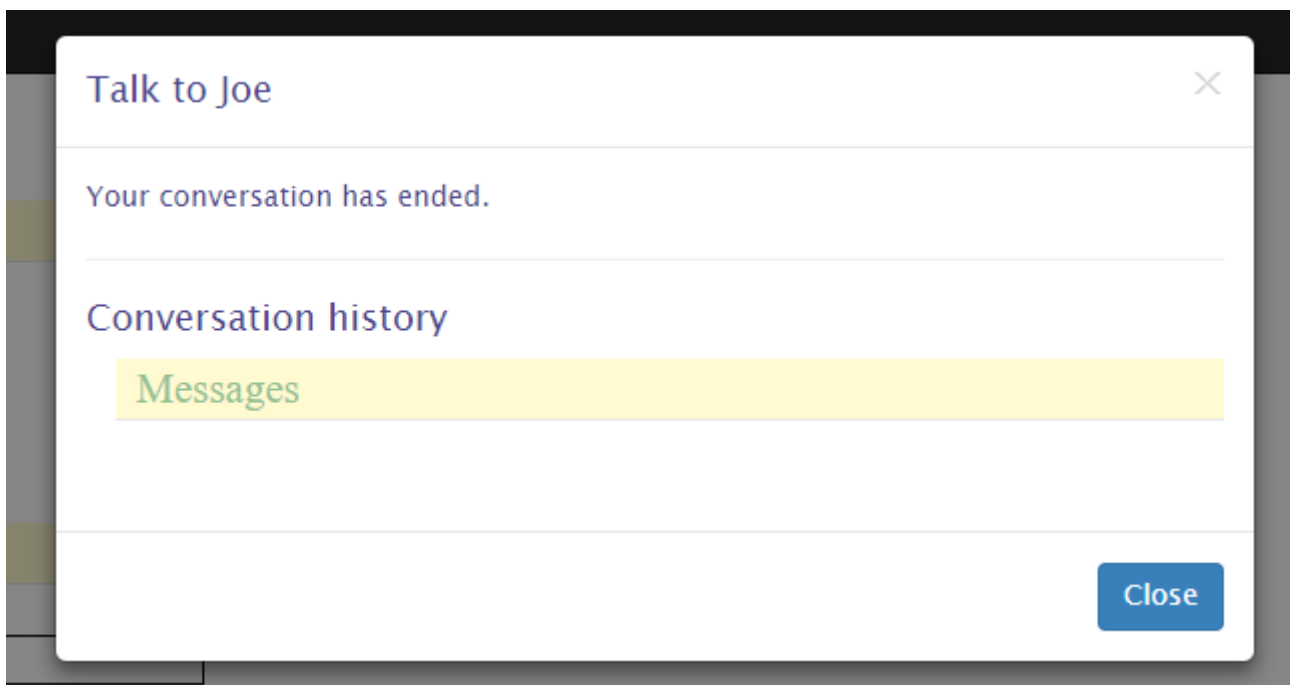 Talk to Joe
Your conversation has ended.
Conversation history
Messages
Close